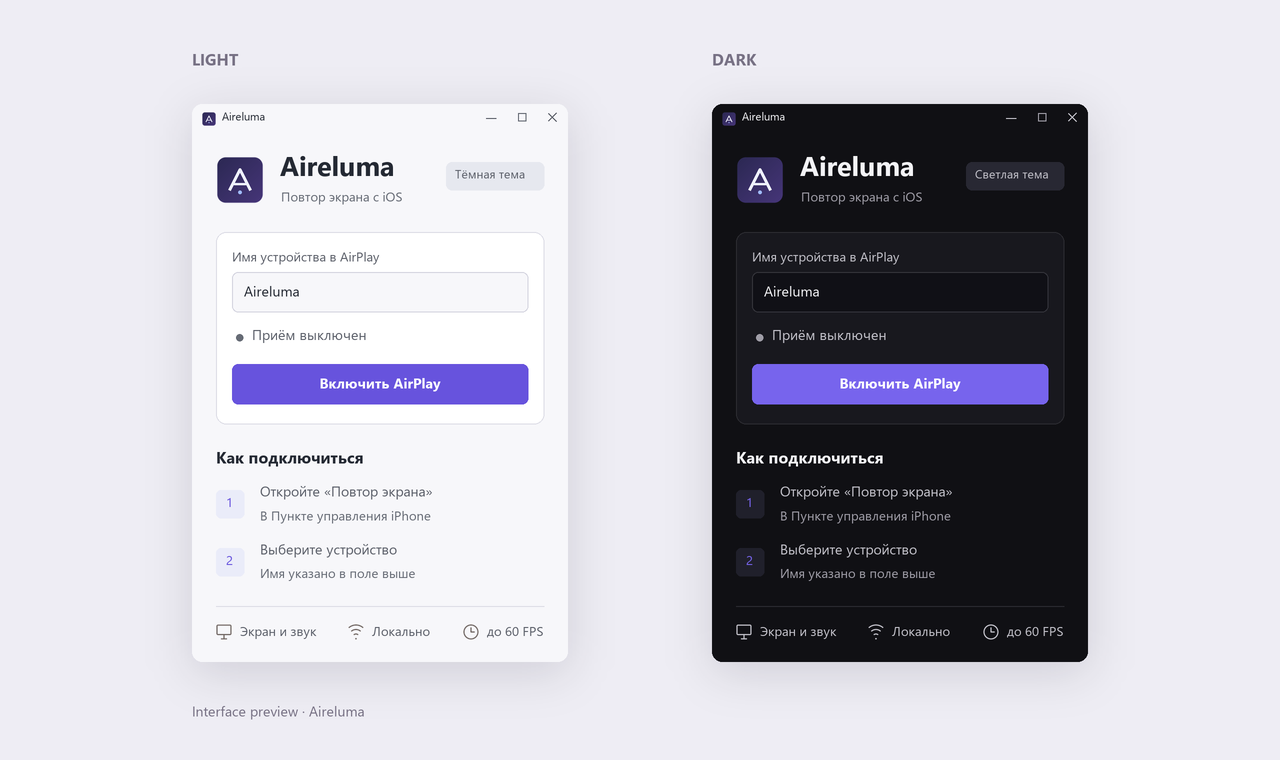 LIGHT
Aireluma
Aireluma
Тёмная тема
Повтор экрана с iOS
Имя устройства в AirPlay
Aireluma
Приём выключен
Включить AirPlay
Как подключиться
1
Откройте «Повтор экрана»
В Пункте управления iPhone
2
Выберите устройство
Имя указано в поле выше
Экран и звук
Локально
до 60 FPS
DARK
Aireluma
Aireluma
Светлая тема
Повтор экрана с iOS
Имя устройства в AirPlay
Aireluma
Приём выключен
Включить AirPlay
Как подключиться
1
Откройте «Повтор экрана»
В Пункте управления iPhone
2
Выберите устройство
Имя указано в поле выше
Экран и звук
Локально
до 60 FPS
Interface preview · Aireluma